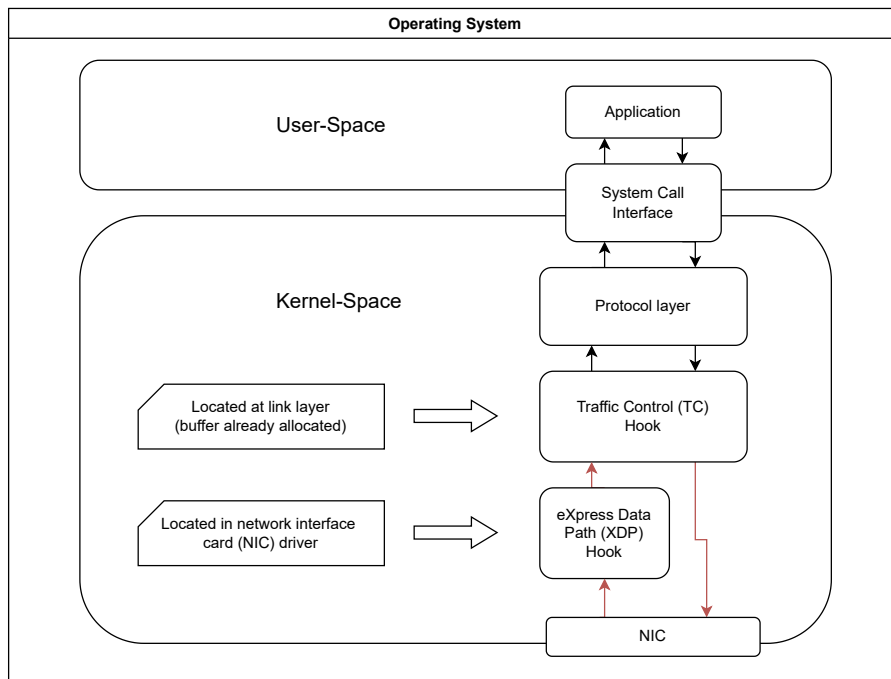 Operating System
User-Space
Application
System Call
Interface
Kernel-Space
Protocol layer
Located at link layer
(buffer already allocated)
Traffic Control (TC)
Hook
Located in network interface
card (NIC) driver
eXpress Data
Path (XDP)
Hook
NIC